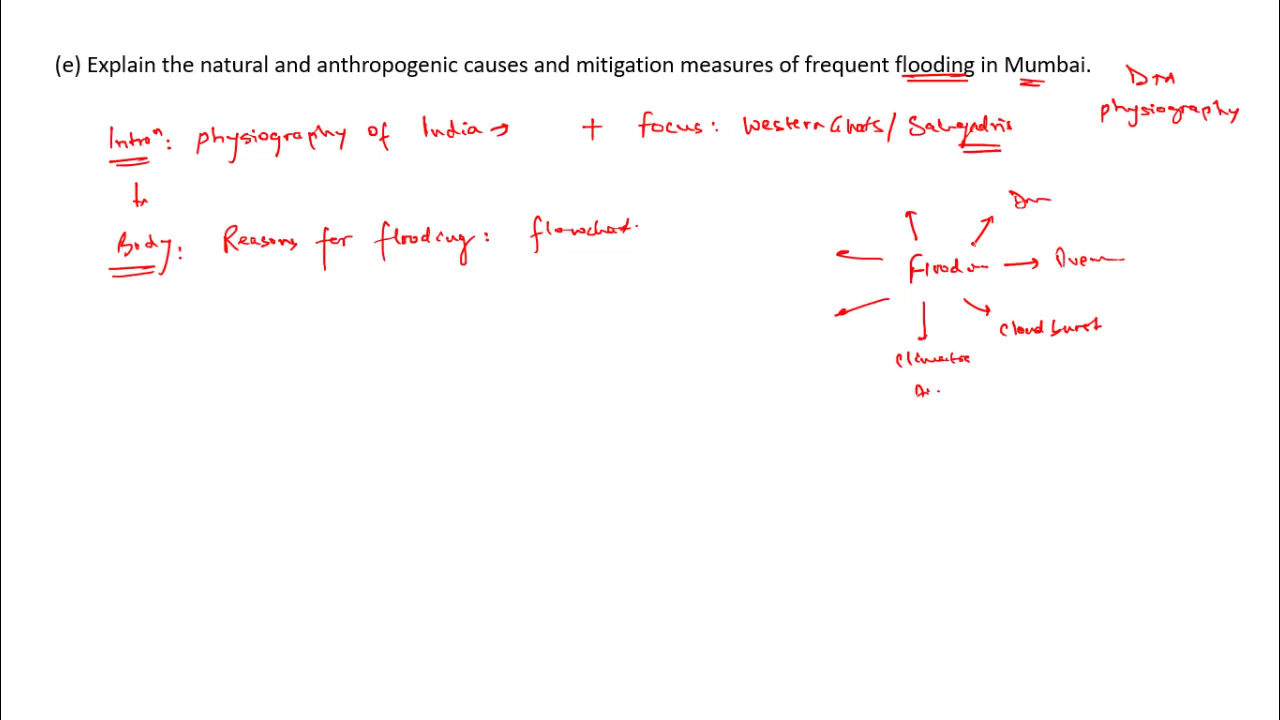 (e) Explain the natural and anthropogenic causes and mitigation measures of frequent flooding in Mumbai.
DM
physiography
Intro^n: physiography of India → + focus: Western Ghats/ Sahyadris
Body: Reasons for flooding: flowchart.
Cloud burst